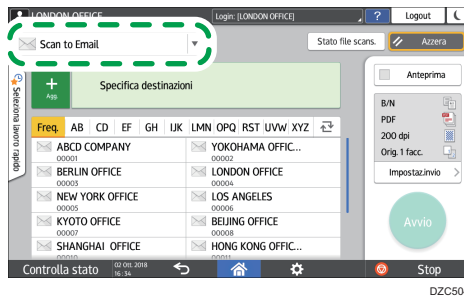 LONDON OFFICE
Login: [LONDON OFFICE]
?
Logout
Scan to Email
Stato file scans.
Azzera
Seleziona lavoro rapido
Agg.
Specifica destinazioni
Anteprima
B/N
PDF
200 dpi
Orig. 1 facc.
Impostaz.invio
Freq. AB CD EF GH IJK LMN OPQ RST UVW XYZ
ABCD COMPANY
00001
YOKOHAMA OFFIC...
00002
BERLIN OFFICE
00003
LONDON OFFICE
00004
NEW YORK OFFICE
00005
LOS ANGELES
00006
KYOTO OFFICE
00007
BEIJING OFFICE
00008
SHANGHAI OFFICE
00010
HONG KONG OFFIC...
00011
Avvio
Controlla stato
02 Ott. 2018
16:34
Stop
DZC50